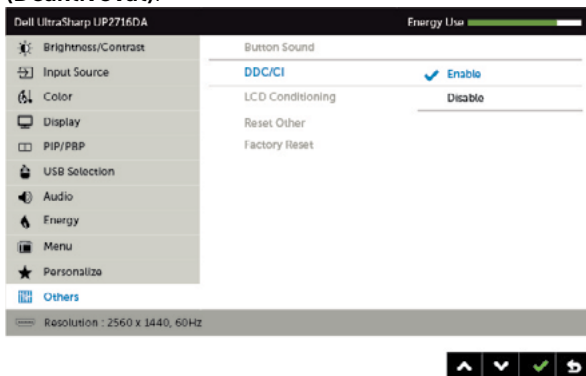 (Deaktivovat).
Dell UltraSharp UP2716DA Energy Use
Brightness/Contrast Button Sound
Input Source DDC/CI Enable
Color LCD Conditioning Disable
Display Reset Other
PIP/PBP Factory Reset
USB Selection
Audio
Energy
Menu
Personalize
Others
Resolution : 2560 x 1440, 60Hz